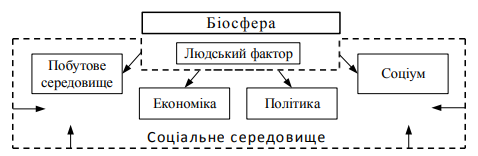 Біосфера
Людський фактор
Побутове
середовище
Соціум
Економіка
Політика
Соціальне середовище